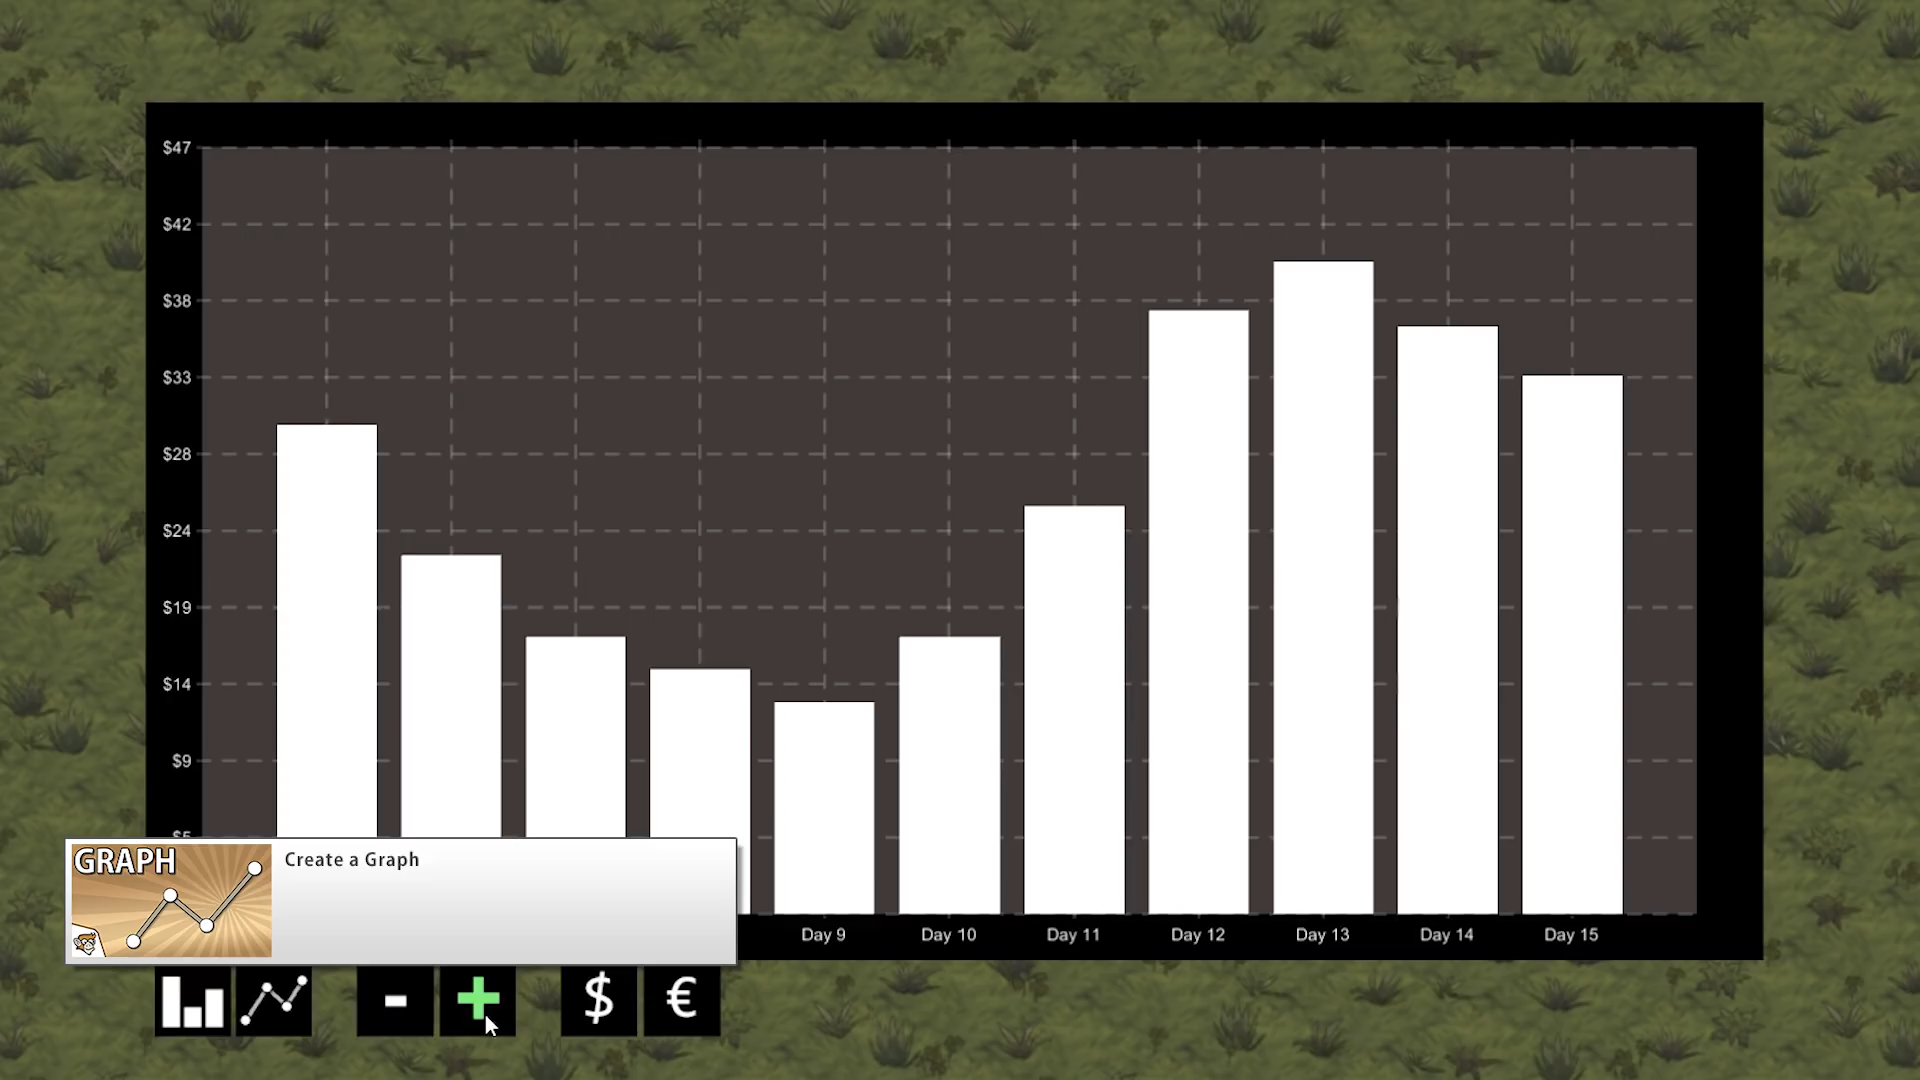 $47
$42
$38
$33
$28
$24
$19
$14
$9
$5
GRAPH
Create a Graph
Day 9 Day 10 Day 11 Day 12 Day 13 Day 14 Day 15
- + $ €